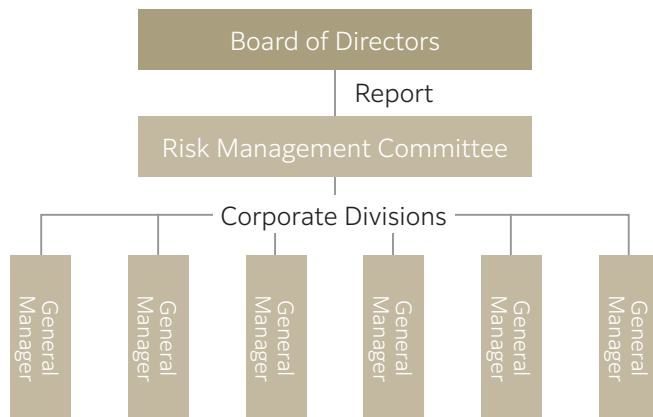 Board of Directors
Report
Risk Management Committee
Corporate Divisions
General
Manager
General
Manager
General
Manager
General
Manager
General
Manager
General
Manager